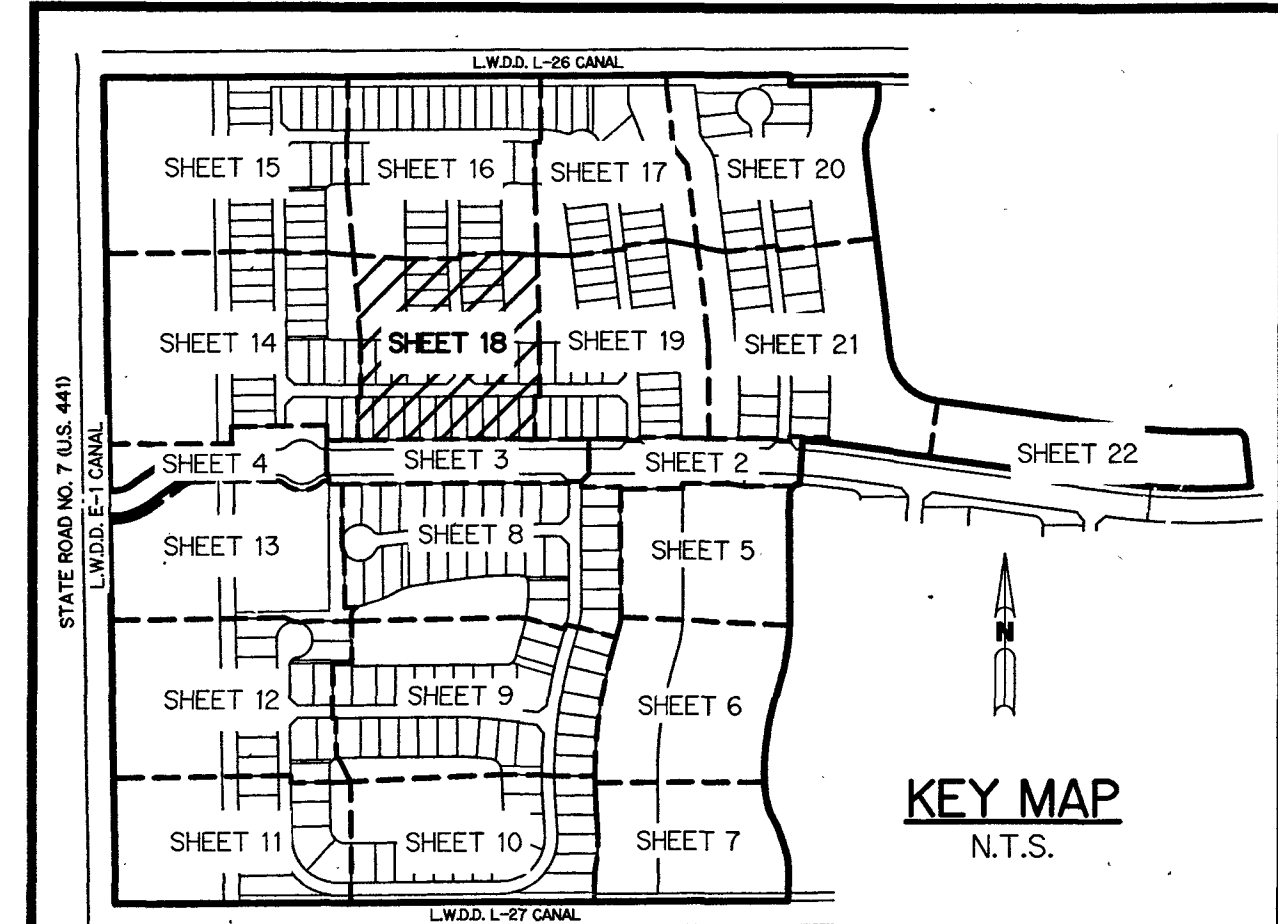 L.W.D.D. L-26 CANAL
SHEET 15
SHEET 16
SHEET 17
SHEET 20
SHEET 14
SHEET 18
SHEET 19
SHEET 21
STATE ROAD NO. 7 (U.S. 441)
L.W.D.D. E-1 CANAL
SHEET 4
SHEET 3
SHEET 2
SHEET 22
SHEET 13
SHEET 8
SHEET 5
N
SHEET 12
SHEET 9
SHEET 6
KEY MAP
N.T.S.
SHEET 11
SHEET 10
SHEET 7
L.W.D.D. L-27 CANAL